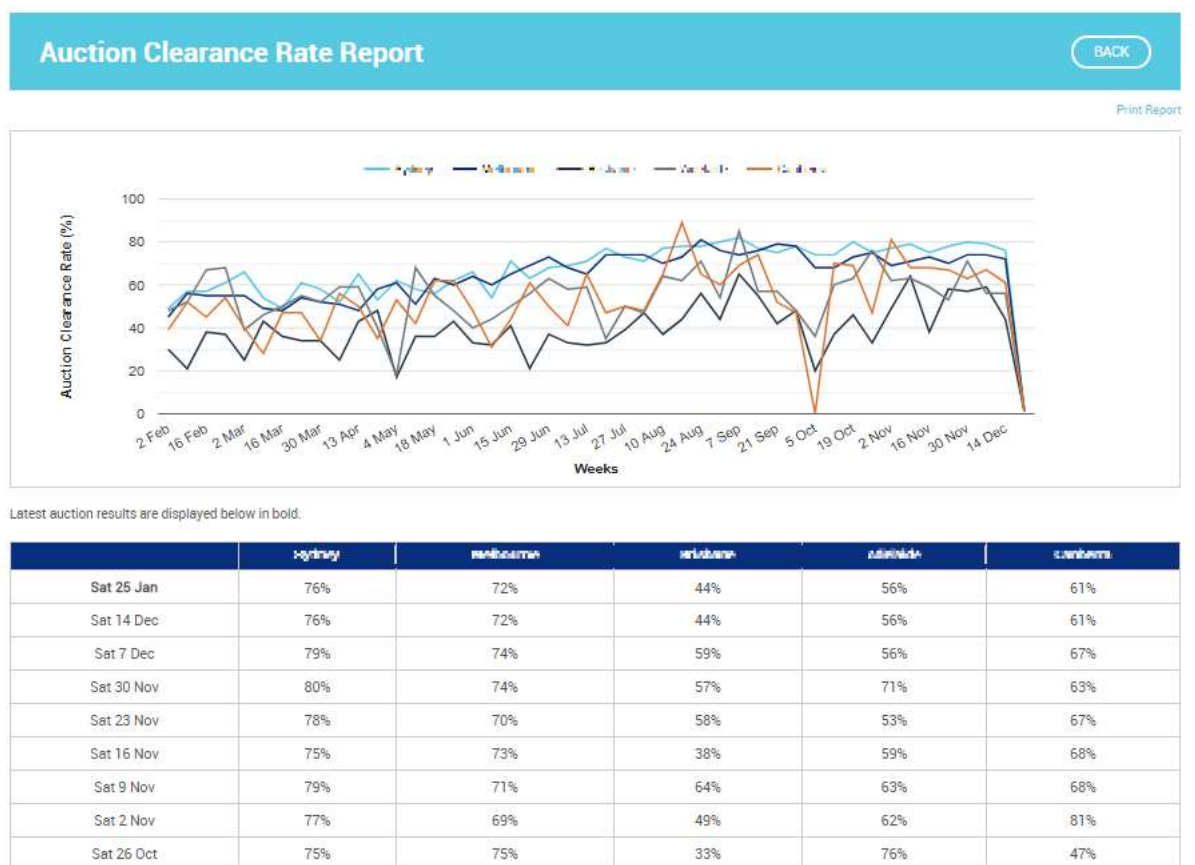 Auction Clearance Rate Report
BACK
Print Report
100
80
60
40
20
0
Auction Clearance Rate (%)
2 Feb 16 Feb 2 Mar 16 Mar 30 Mar 13 Apr 4 May 18 May 1 Jun 15 Jun 29 Jun 13 Jul 27 Jul 10 Aug 24 Aug 7 Sep 21 Sep 5 Oct 19 Oct 2 Nov 16 Nov 30 Nov 14 Dec
Weeks
Latest auction results are displayed below in bold.
Sydney Melbourne Brisbane Adelaide Canberra
Sat 25 Jan 76% 72% 44% 56% 61%
Sat 14 Dec 76% 72% 44% 56% 61%
Sat 7 Dec 79% 74% 59% 56% 67%
Sat 30 Nov 80% 74% 57% 71% 63%
Sat 23 Nov 78% 70% 58% 53% 67%
Sat 16 Nov 75% 73% 38% 59% 68%
Sat 9 Nov 79% 71% 64% 63% 68%
Sat 2 Nov 77% 69% 49% 62% 81%
Sat 26 Oct 75% 75% 33% 76% 47%